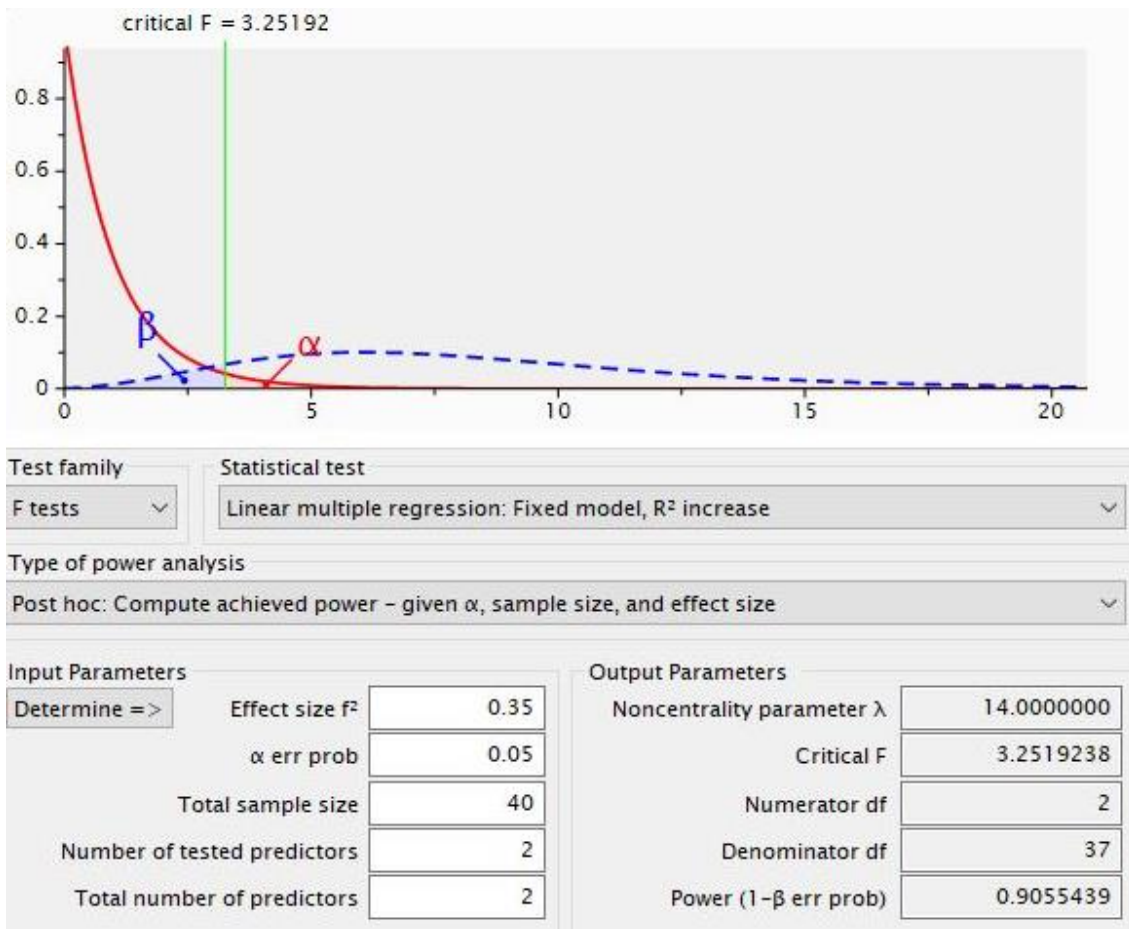 critical F = 3.25192
0.8
0.6
0.4
0.2
0
β
α
0 5 10 15 20
Test family Statistical test
F tests Linear multiple regression: Fixed model, R² increase
Type of power analysis
Post hoc: Compute achieved power – given α, sample size, and effect size
Input Parameters Output Parameters
Determine => Effect size f² 0.35 Noncentrality parameter λ 14.0000000
α err prob 0.05 Critical F 3.2519238
Total sample size 40 Numerator df 2
Number of tested predictors 2 Denominator df 37
Total number of predictors 2 Power (1-β err prob) 0.9055439